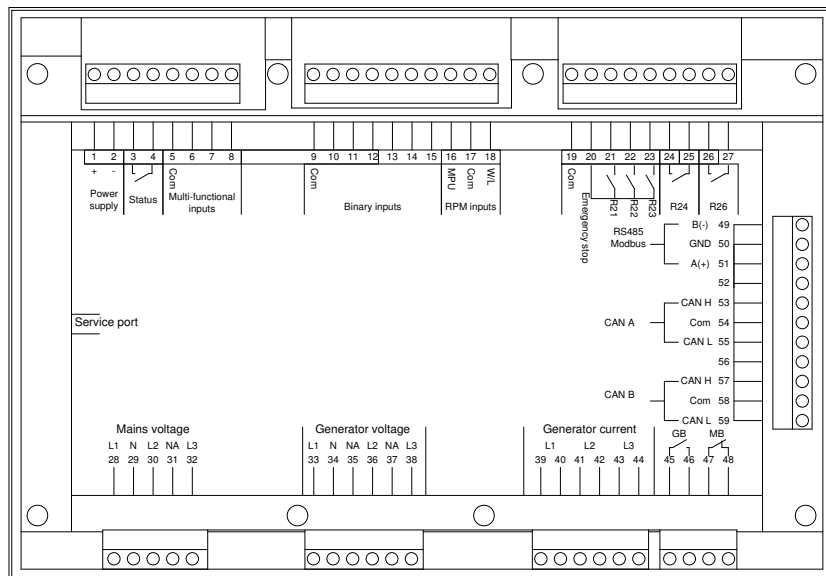 1 2 3 4 5 6 7 8 9 10 11 12 13 14 15 16 17 18 19 20 21 22 23 24 25 26 27
+ - Com Com MPU Com W/L Com
Power supply
Status
Multi-functional inputs
Binary inputs
RPM inputs
Emergency stop
R21 R22 R23 R24 R26
RS485 Modbus
B(-) 49
GND 50
A(+) 51
52
CAN A
CAN H 53
Com 54
CAN L 55
56
CAN B
CAN H 57
Com 58
CAN L 59
Service port
Mains voltage
L1 N L2 NA L3
28 29 30 31 32
Generator voltage
L1 N NA L2 NA L3
33 34 35 36 37 38
Generator current
L1 L2 L3
39 40 41 42 43 44
GB MB
45 46 47 48